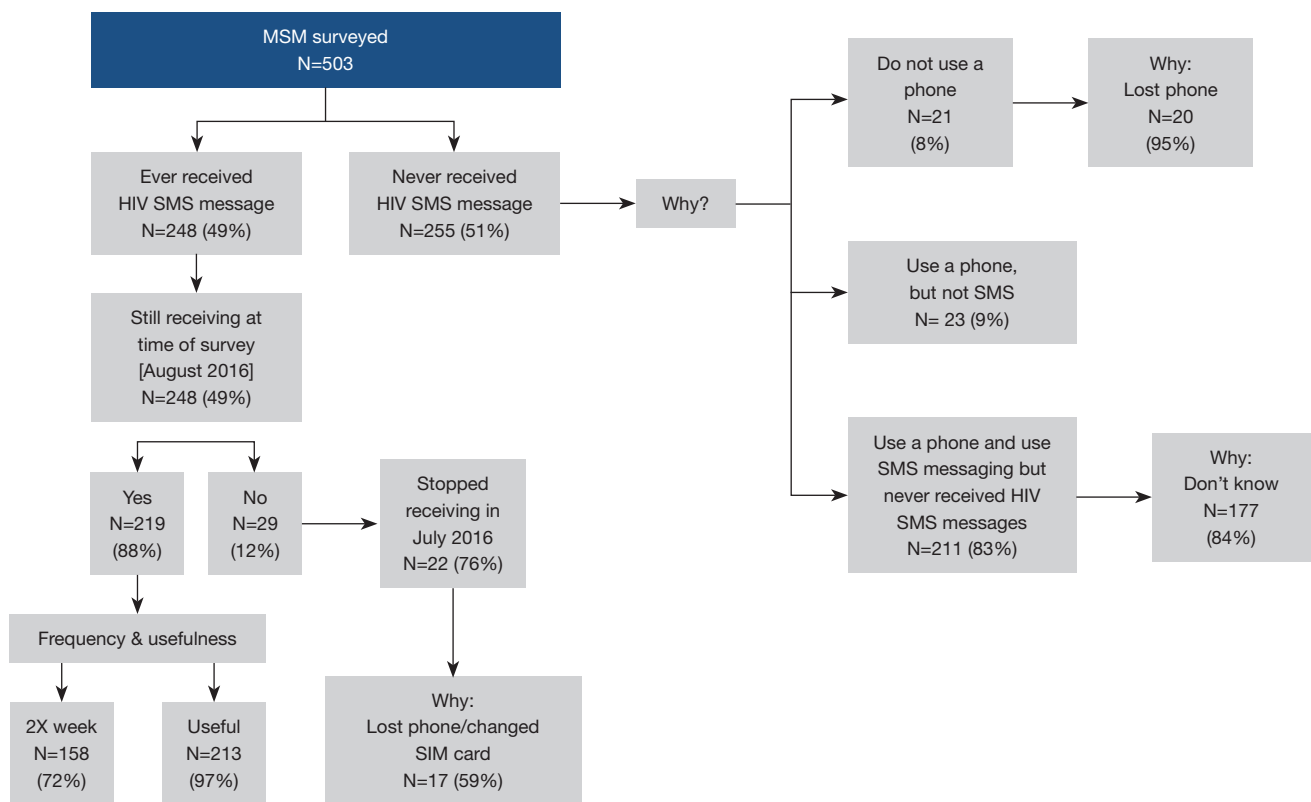 MSM surveyed
N=503
Ever received
HIV SMS message
N=248 (49%)
Never received
HIV SMS message
N=255 (51%)
Why?
Do not use a
phone
N=21
(8%)
Why:
Lost phone
N=20
(95%)
Use a phone,
but not SMS
N= 23 (9%)
Use a phone and use
SMS messaging but
never received HIV
SMS messages
N=211 (83%)
Why:
Don't know
N=177
(84%)
Still receiving at
time of survey
[August 2016]
N=248 (49%)
Yes
N=219
(88%)
No
N=29
(12%)
Stopped
receiving in
July 2016
N=22 (76%)
Frequency & usefulness
2X week
N=158
(72%)
Useful
N=213
(97%)
Why:
Lost phone/changed
SIM card
N=17 (59%)